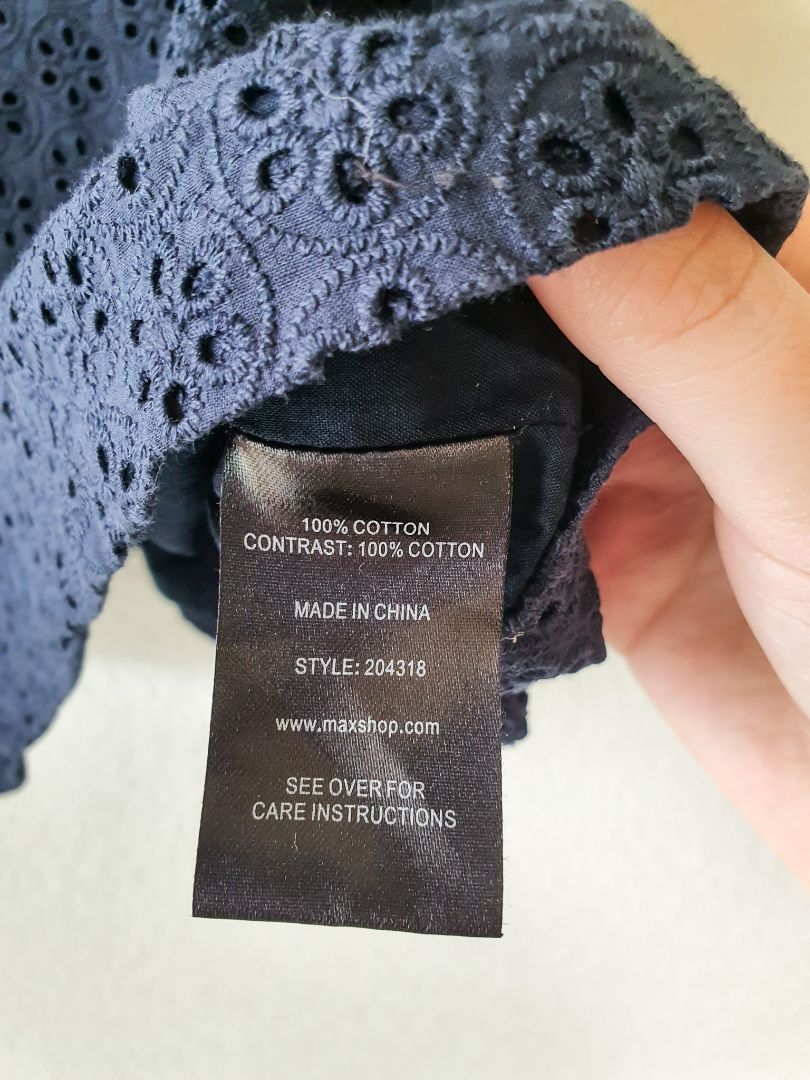 100% COTTON
CONTRAST: 100% COTTON
MADE IN CHINA
STYLE: 204318
www.maxshop.com
SEE OVER FOR
CARE INSTRUCTIONS